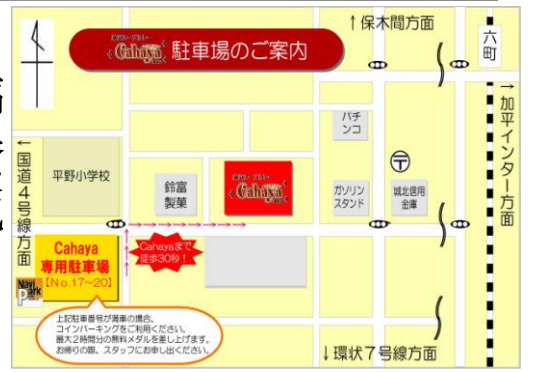 ↑保木間方面
六町
Cahaya 駐車場のご案内
→加平インター方面
パチンコ
〒
←国道4号線方面
平野小学校
鈴富
製菓
Cahaya
ガソリン
スタンド
城北信用
金庫
Cahaya
専用駐車場
【No.17~20】
Cahayaまで
徒歩30秒!
Navi
Park
上記駐車番号が満車の場合、
コインパーキングをご利用ください。
最大2時間分の無料メダルを差し上げます。
お帰りの際、スタッフにお申し出ください。
↓環状7号線方面